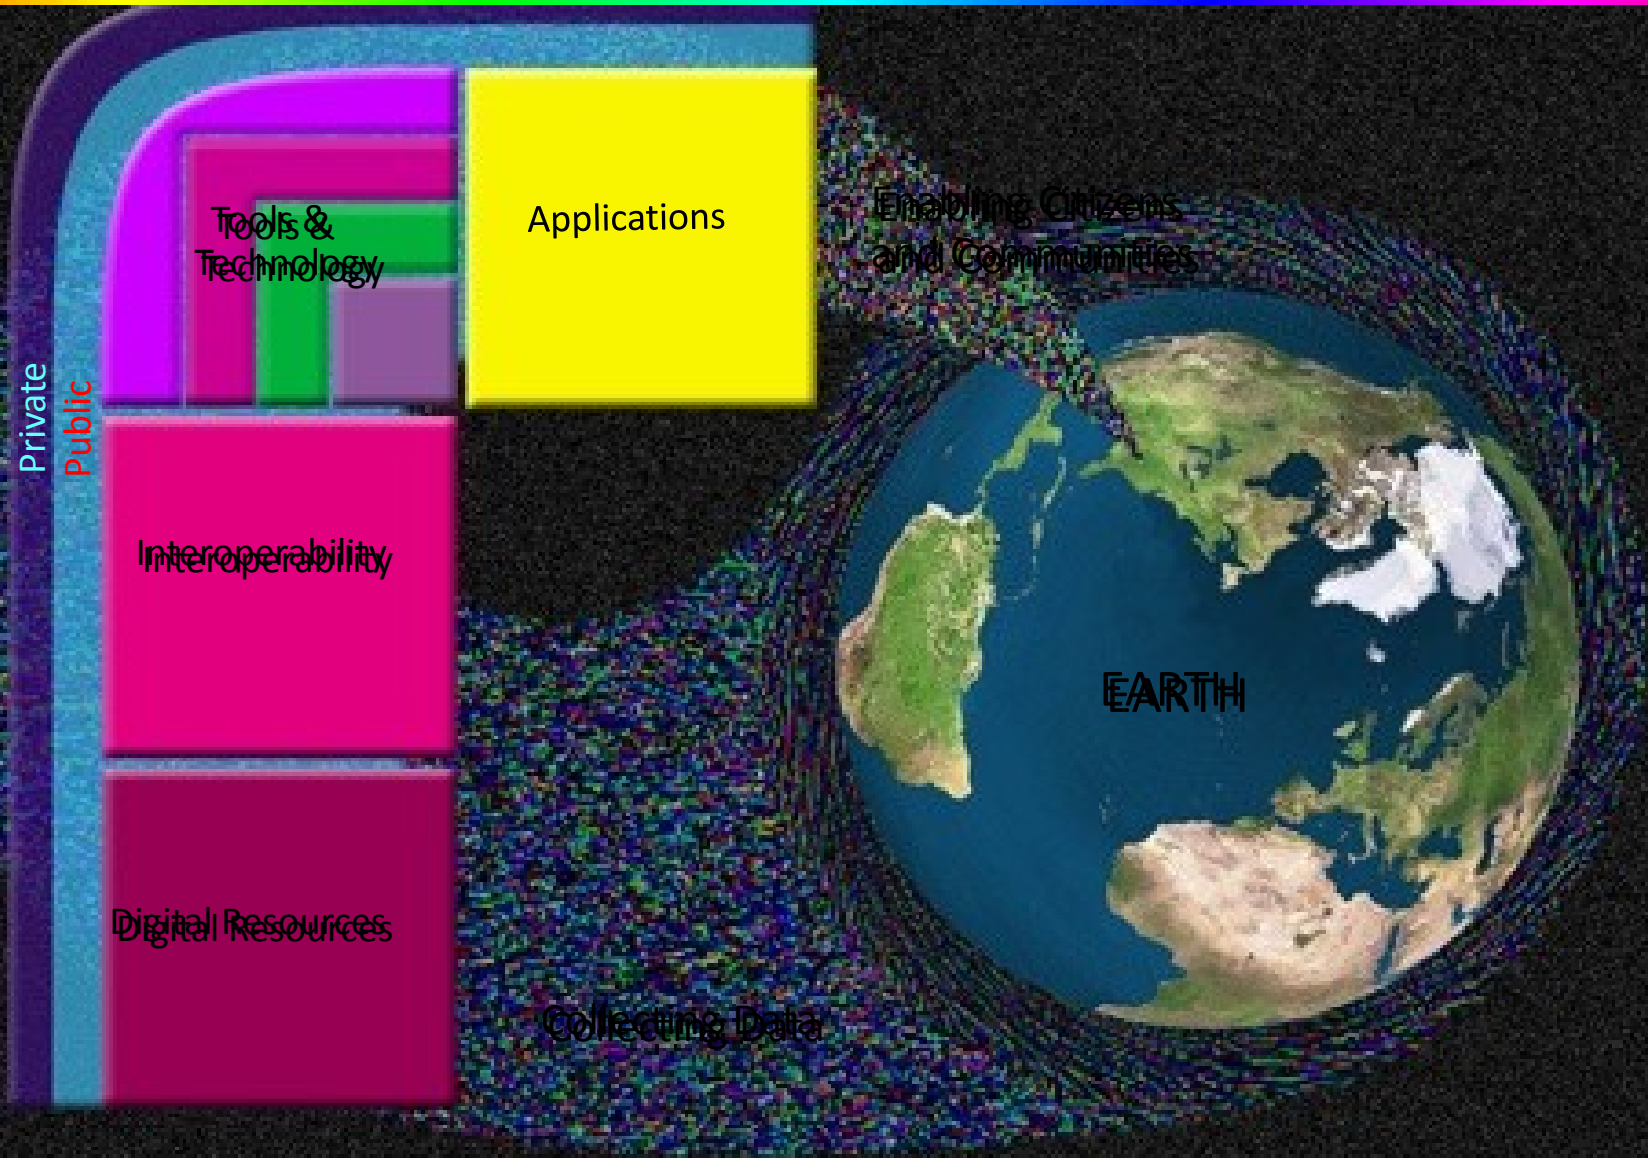 Tools &
Technology
Applications
Enabling Citizens
and Communities
Private
Public
Interoperability
EARTH
Digital Resources
Collecting Data